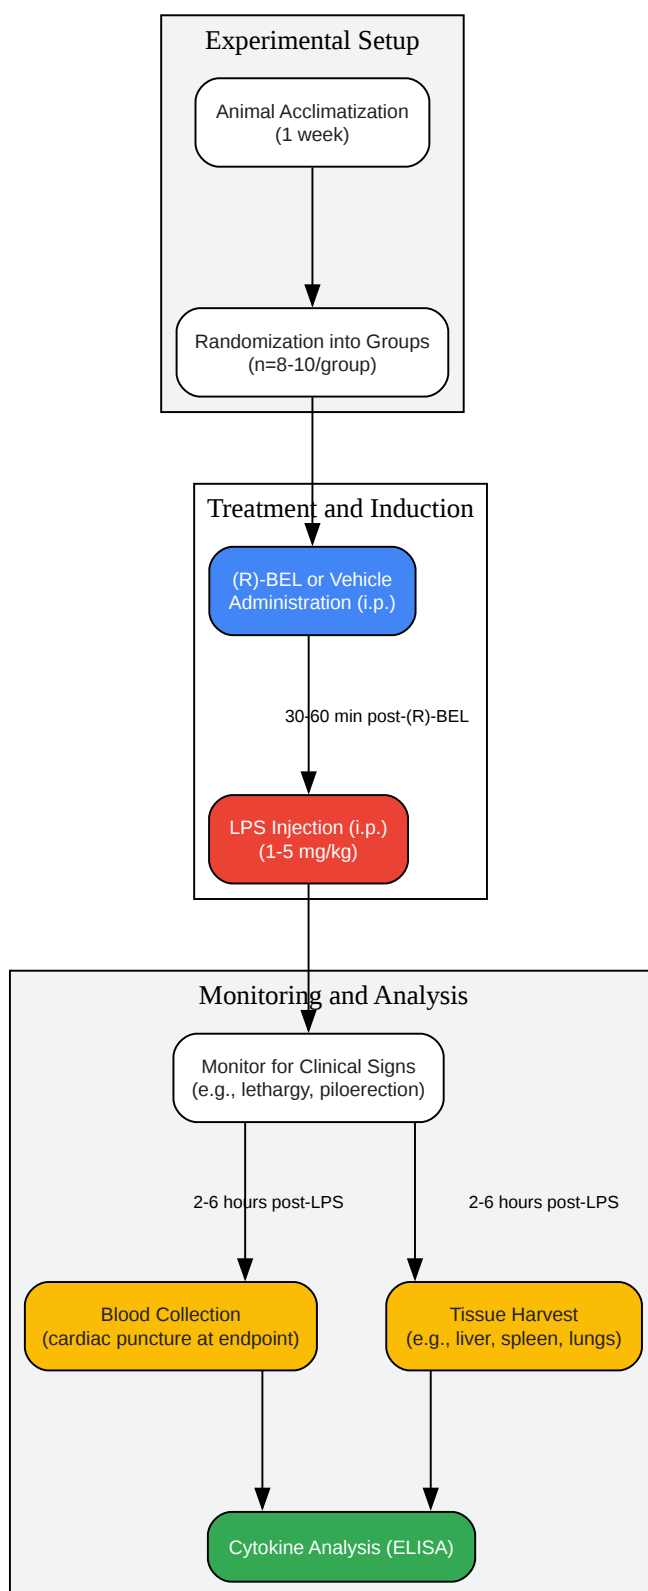 Experimental Setup
Animal Acclimatization
(1 week)
Randomization into Groups
(n=8-10/group)
Treatment and Induction
(R)-BEL or Vehicle
Administration (i.p.)
30-60 min post-(R)-BEL
LPS Injection (i.p.)
(1-5 mg/kg)
Monitoring and Analysis
Monitor for Clinical Signs
(e.g., lethargy, piloerection)
2-6 hours post-LPS
2-6 hours post-LPS
Blood Collection
(cardiac puncture at endpoint)
Tissue Harvest
(e.g., liver, spleen, lungs)
Cytokine Analysis (ELISA)